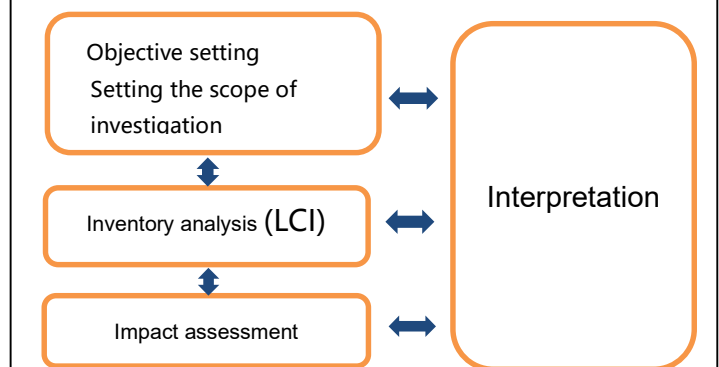 Objective setting
Setting the scope of
investigation
Inventory analysis (LCI)
Interpretation
Impact assessment